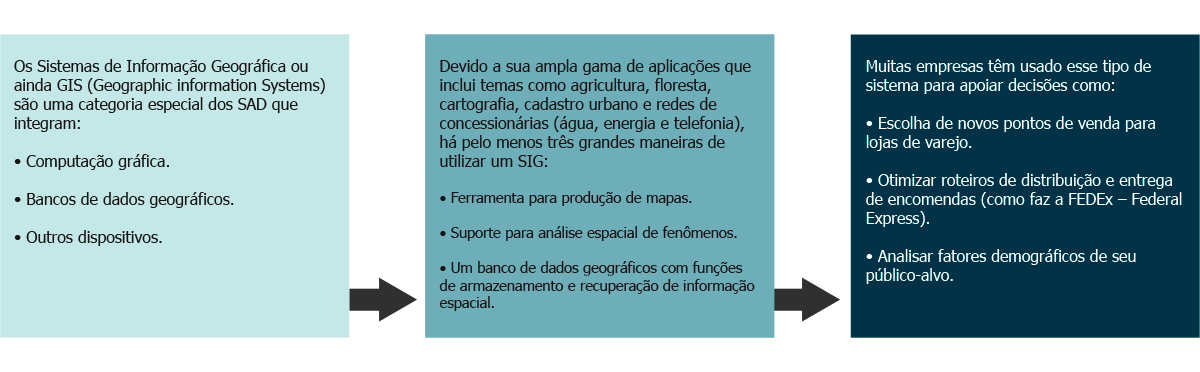 Os Sistemas de Informação Geográfica ou
ainda GIS (Geographic information Systems)
são uma categoria especial dos SAD que
integram:
• Computação gráfica.
• Bancos de dados geográficos.
• Outros dispositivos.
Devido a sua ampla gama de aplicações que
inclui temas como agricultura, floresta,
cartografia, cadastro urbano e redes de
concessionárias (água, energia e telefonia),
há pelo menos três grandes maneiras de
utilizar um SIG:
• Ferramenta para produção de mapas.
• Suporte para análise espacial de fenômenos.
• Um banco de dados geográficos com funções
de armazenamento e recuperação de informação
espacial.
Muitas empresas têm usado esse tipo de
sistema para apoiar decisões como:
• Escolha de novos pontos de venda para
lojas de varejo.
• Otimizar roteiros de distribuição e entrega
de encomendas (como faz a FEDEx – Federal
Express).
• Analisar fatores demográficos de seu
público-alvo.